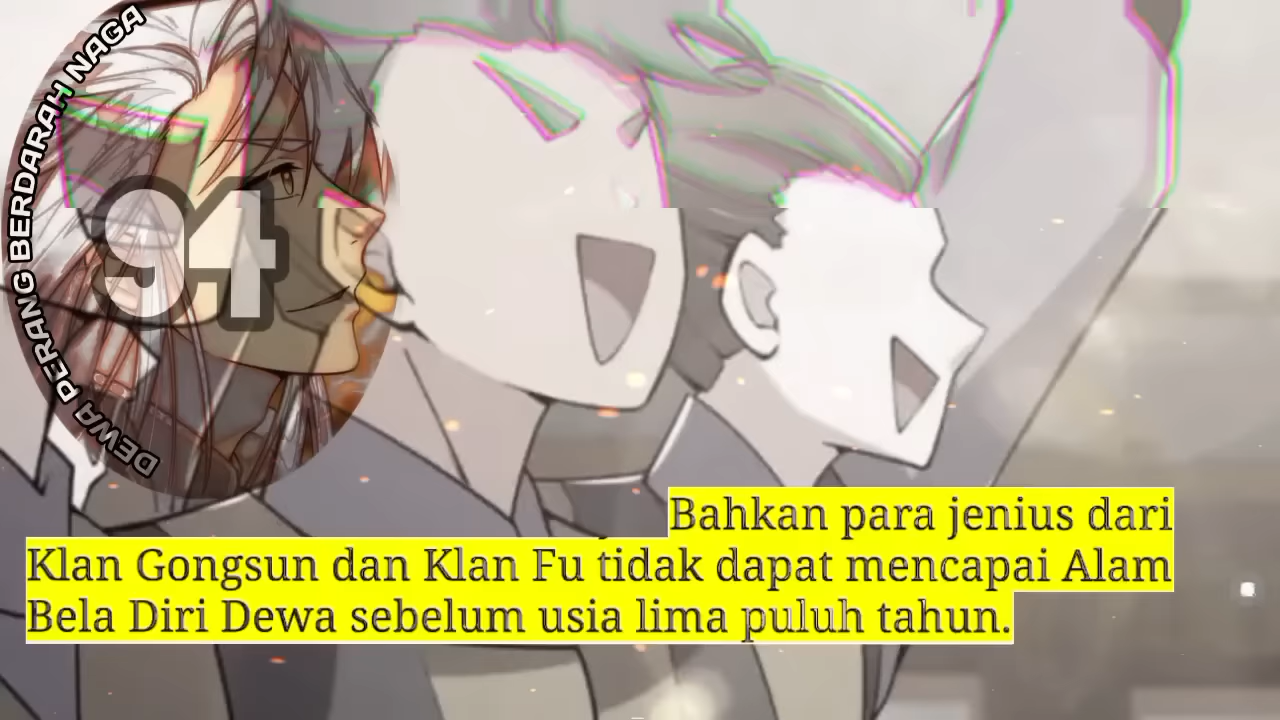 DEWA PERANG BERDARAH NAGA
94
Bahkan para jenius dari
Klan Gongsun dan Klan Fu tidak dapat mencapai Alam
Bela Diri Dewa sebelum usia lima puluh tahun.